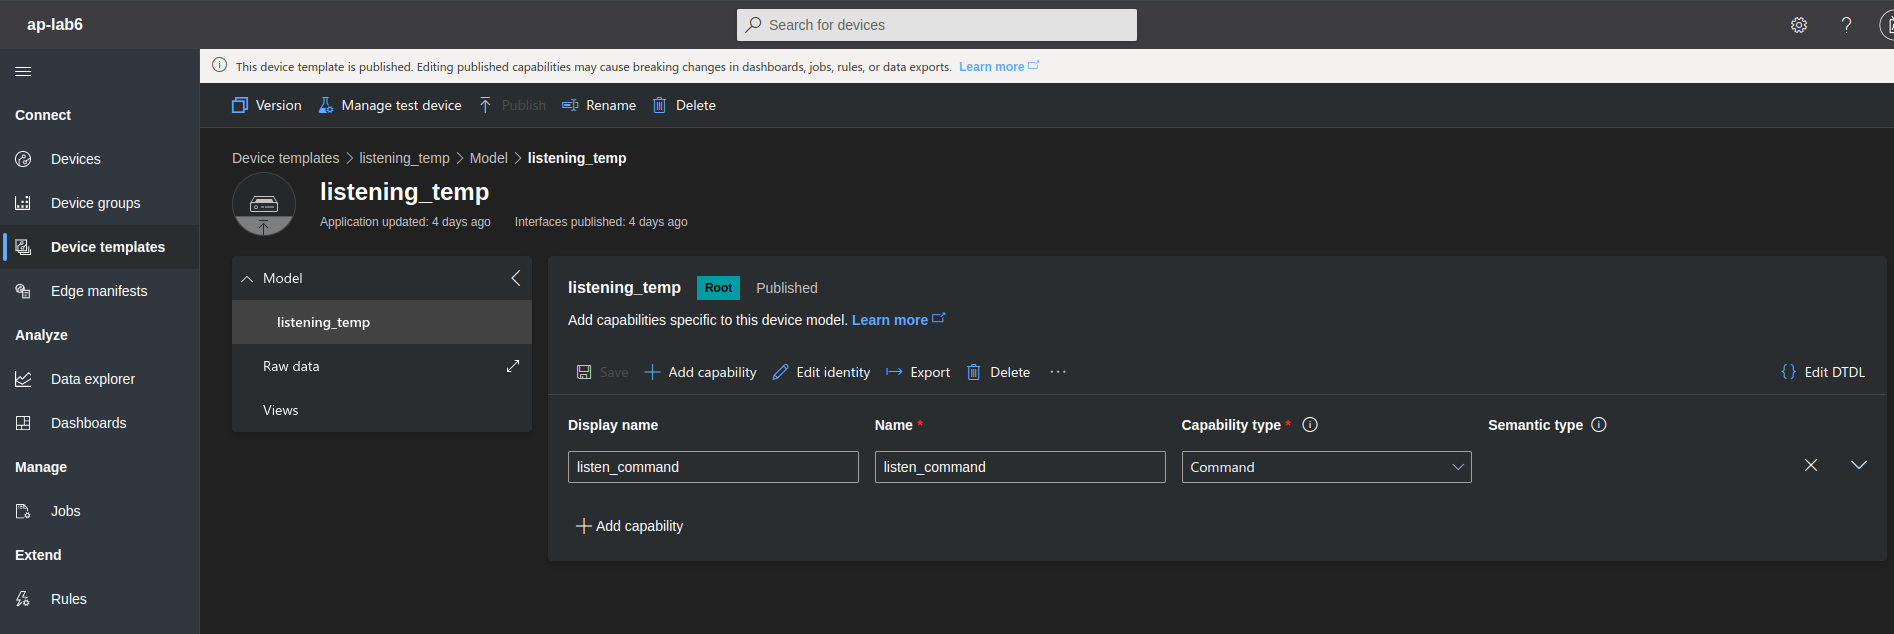 ap-lab6
Search for devices
This device template is published. Editing published capabilities may cause breaking changes in dashboards, jobs, rules, or data exports. Learn more
Version Manage test device Publish Rename Delete
Connect
Devices
Device groups
Device templates
Edge manifests
Analyze
Data explorer
Dashboards
Manage
Jobs
Extend
Rules
Device templates > listening_temp > Model > listening_temp
listening_temp
Application updated: 4 days ago Interfaces published: 4 days ago
Model
listening_temp
Raw data
Views
listening_temp Root Published
Add capabilities specific to this device model. Learn more
Save Add capability Edit identity Export Delete ... {} Edit DTDL
Display name Name * Capability type * Semantic type
listen_command listen_command Command
Add capability